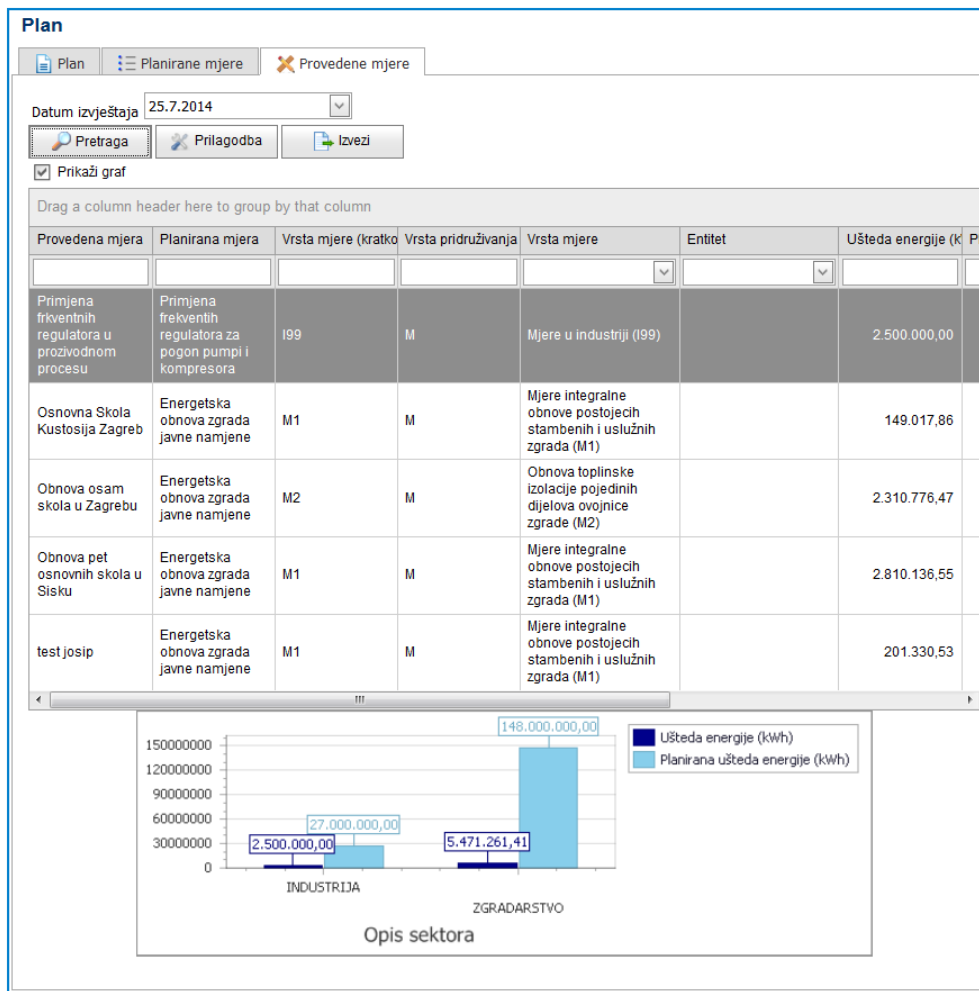 Plan
Plan Planirane mjere Provedene mjere
Datum izvještaja 25.7.2014
Pretraga Prilagodba Izvezi
Prikaži graf
Drag a column header here to group by that column
Provedena mjera Planirana mjera Vrsta mjere (kratko Vrsta pridruživanja Vrsta mjere Entitet Ušteda energije (k P
Primjena
frkventnih
regulatora u
prozivodnom
procesu
Primjena
frekventih
regulatora za
pogon pumpi i
kompresora
I99
M
Mjere u industriji (I99)
2.500.000,00
Osnovna Skola
Kustosija Zagreb
Energetska
obnova zgrada
javne namjene
M1
M
Mjere integralne
obnove postojecih
stambenih i uslužnih
zgrada (M1)
149.017,86
Obnova osam
skola u Zagrebu
Energetska
obnova zgrada
javne namjene
M2
M
Obnova toplinske
izolacije pojedinih
dijelova ovojnice
zgrade (M2)
2.310.776,47
Obnova pet
osnovnih skola u
Sisku
Energetska
obnova zgrada
javne namjene
M1
M
Mjere integralne
obnove postojecih
stambenih i uslužnih
zgrada (M1)
2.810.136,55
test josip
Energetska
obnova zgrada
javne namjene
M1
M
Mjere integralne
obnove postojecih
stambenih i uslužnih
zgrada (M1)
201.330,53
148.000.000,00
Ušteda energije (kWh)
Planirana ušteda energije (kWh)
150000000
120000000
90000000
60000000
30000000
0
27.000.000,00
2.500.000,00
5.471.261,41
INDUSTRIJA
ZGRADARSTVO
Opis sektora